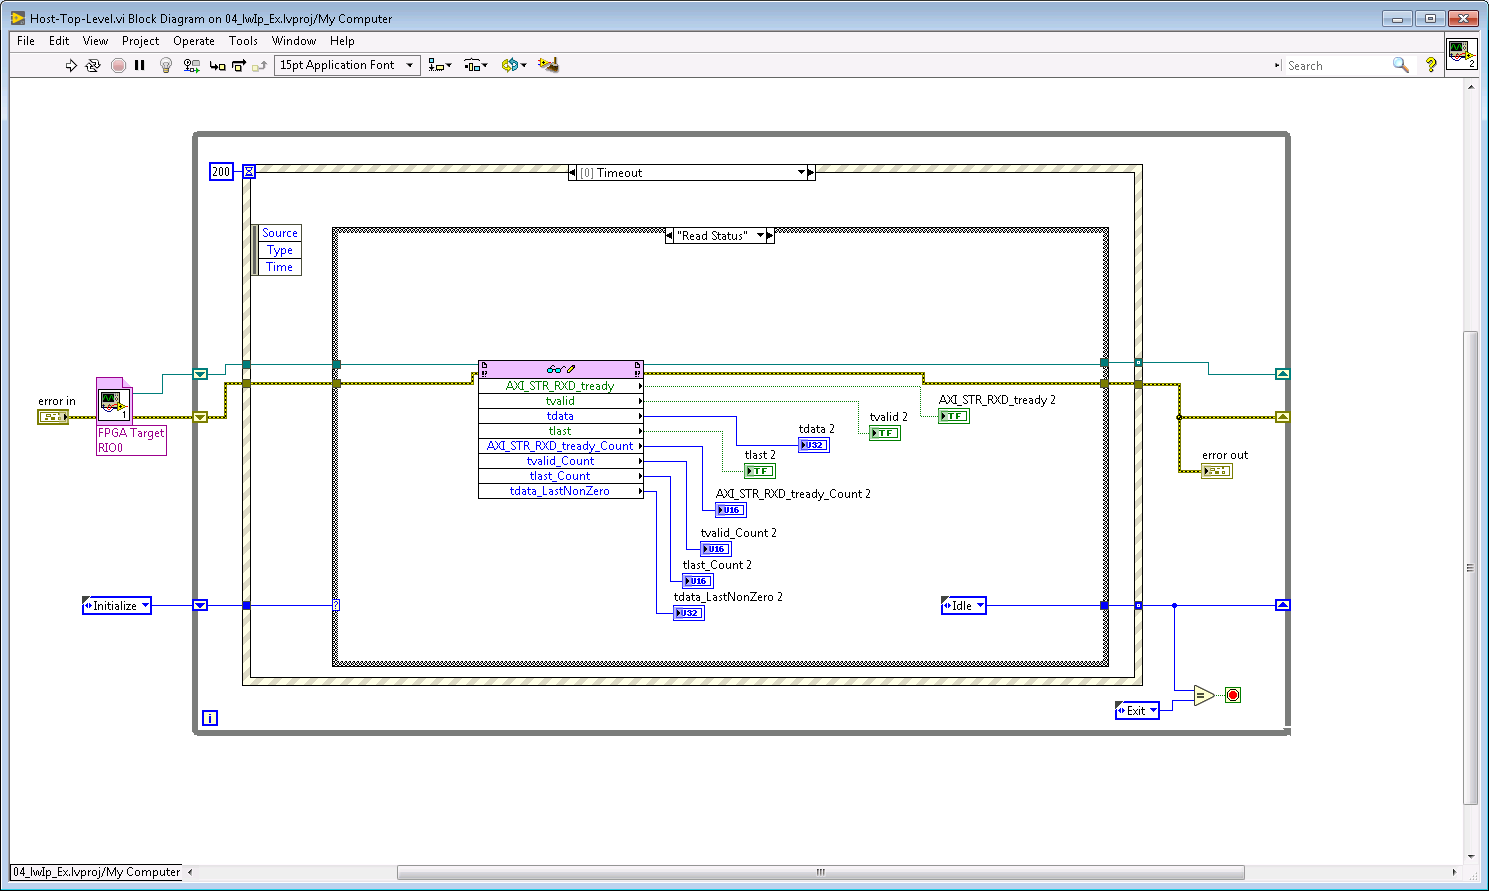 Host-Top-Level.vi Block Diagram on 04_lwIp_Ex.lvproj/My Computer
File Edit View Project Operate Tools Window Help
15pt Application Font
Search
2
200
[0] Timeout
Source
Type
Time
"Read Status"
error in
1
FPGA Target
RIO0
AXI_STR_RXD_tready
tvalid
tdata
tlast
AXI_STR_RXD_tready_Count
tvalid_Count
tlast_Count
tdata_LastNonZero
AXI_STR_RXD_tready 2
TF
tvalid 2
TF
tdata 2
U32
tlast 2
TF
AXI_STR_RXD_tready_Count 2
U16
tvalid_Count 2
U16
tlast_Count 2
U16
tdata_LastNonZero 2
U32
error out
Initialize
?
Idle
Exit
=
i
04_lwIp_Ex.lvproj/My Computer